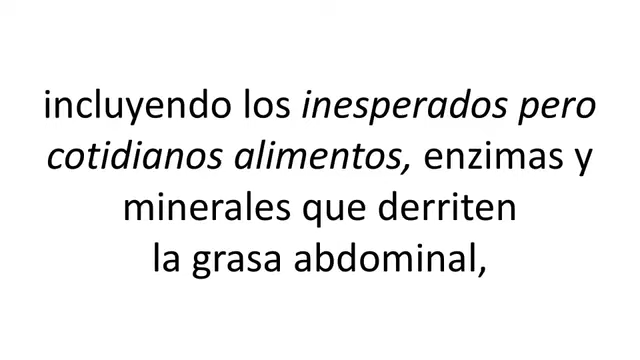 incluyendo los inesperados pero
cotidianos alimentos, enzimas y
minerales que derriten
la grasa abdominal,